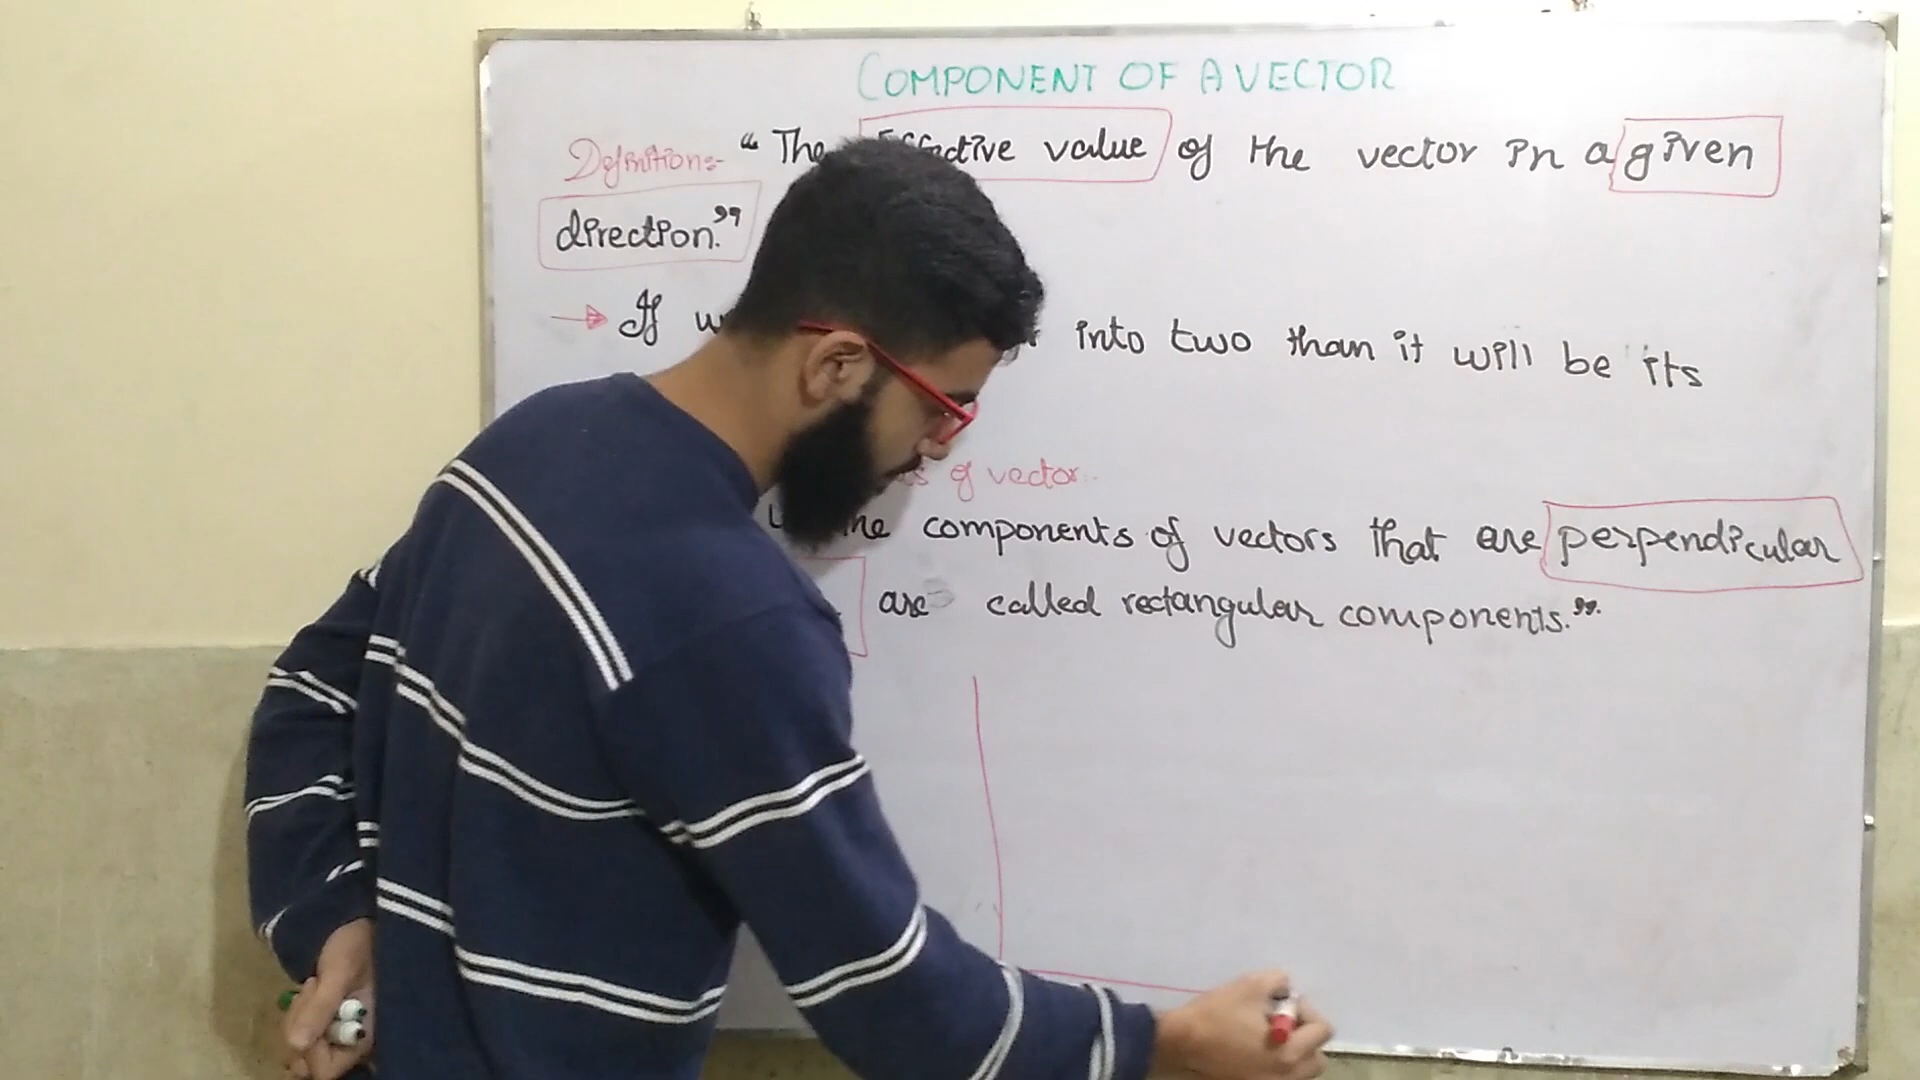 COMPONENT OF A VECTOR
Definition:- “ The Effective value of the vector in a given
direction.”
→ If into two than it will be its
of vector.
the components of vectors that are perpendicular
are called rectangular components.”